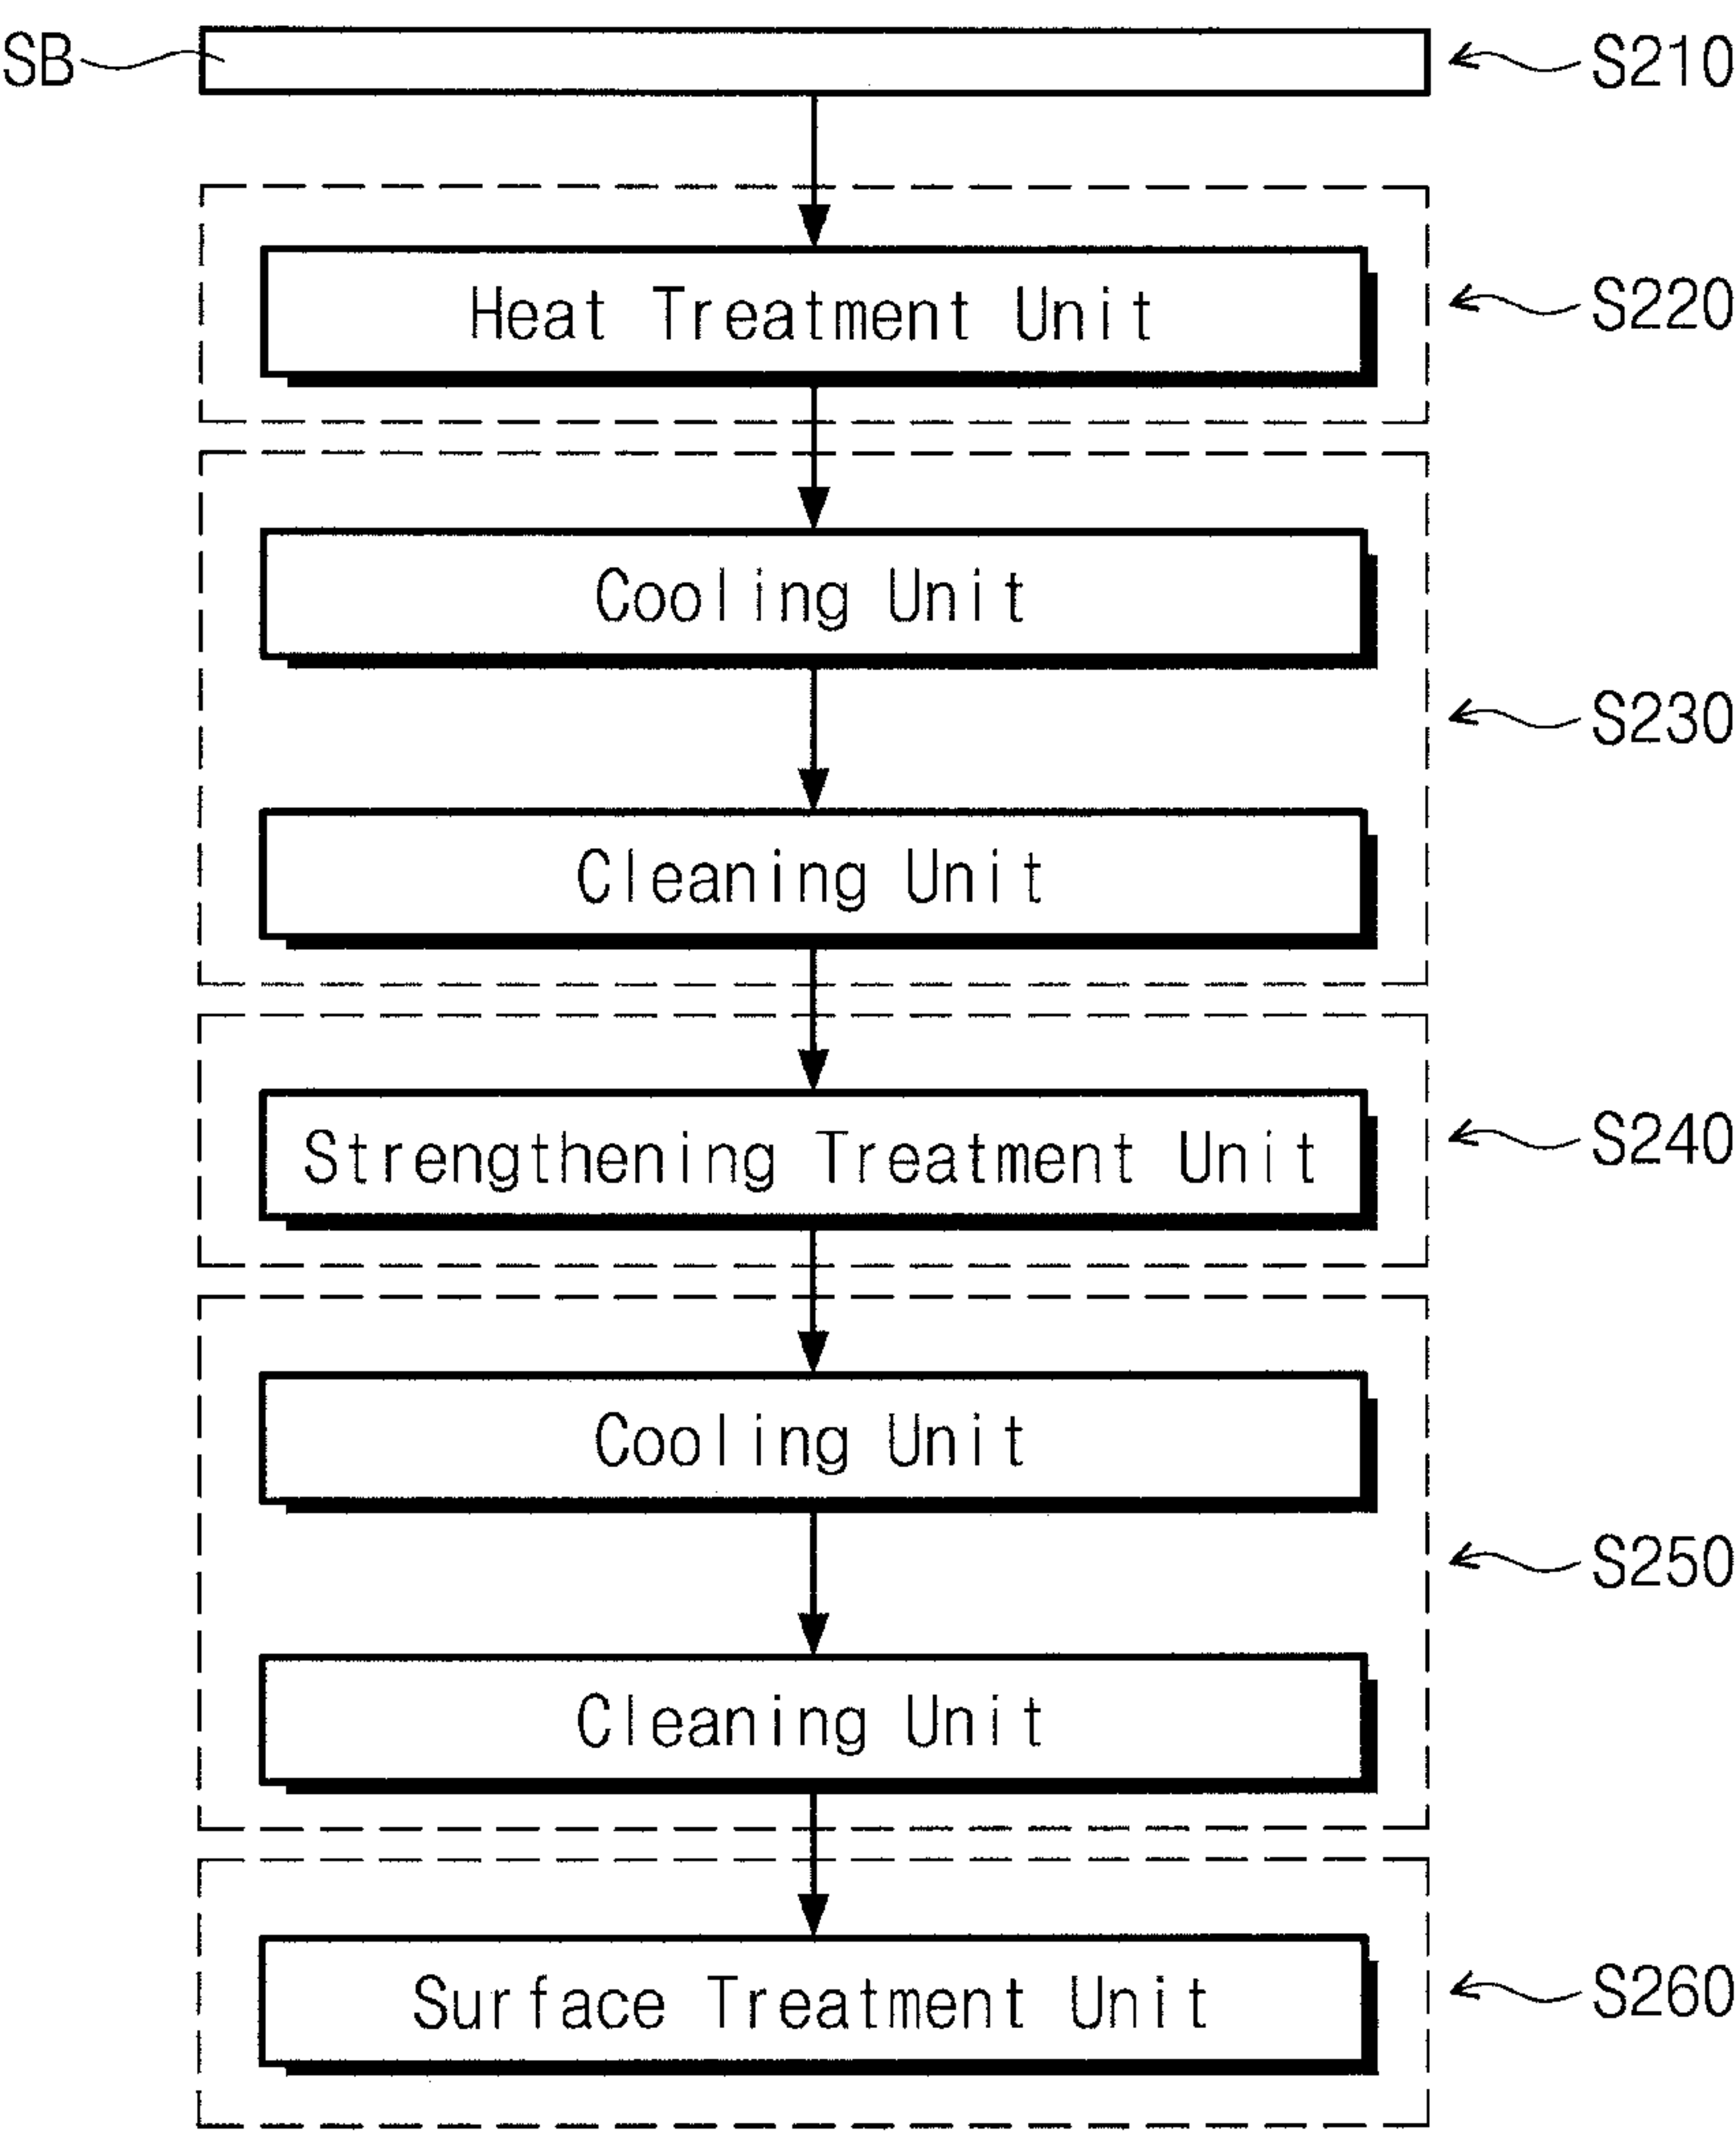 SB
S210
Heat Treatment Unit
S220
Cooling Unit
S230
Cleaning Unit
Strengthening Treatment Unit
S240
Cooling Unit
S250
Cleaning Unit
Surface Treatment Unit
S260